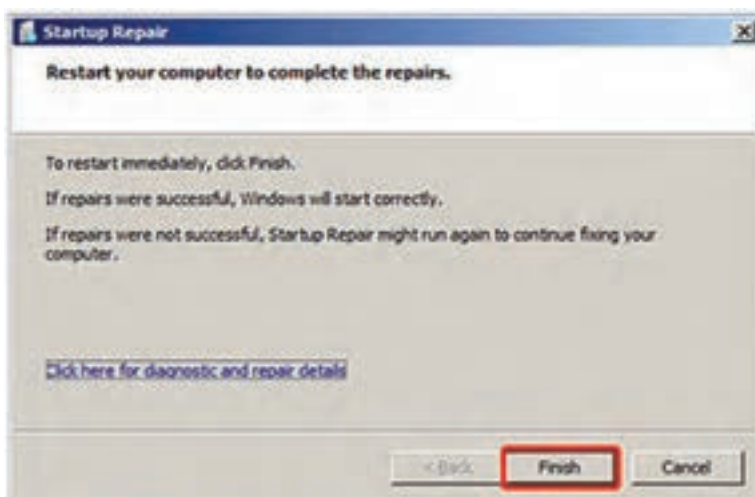 Startup Repair
Restart your computer to complete the repairs.
To restart immediately, click Finish.
If repairs were successful, Windows will start correctly.
If repairs were not successful, Startup Repair might run again to continue fixing your
computer.
Click here for diagnostic and repair details
< Back Finish Cancel